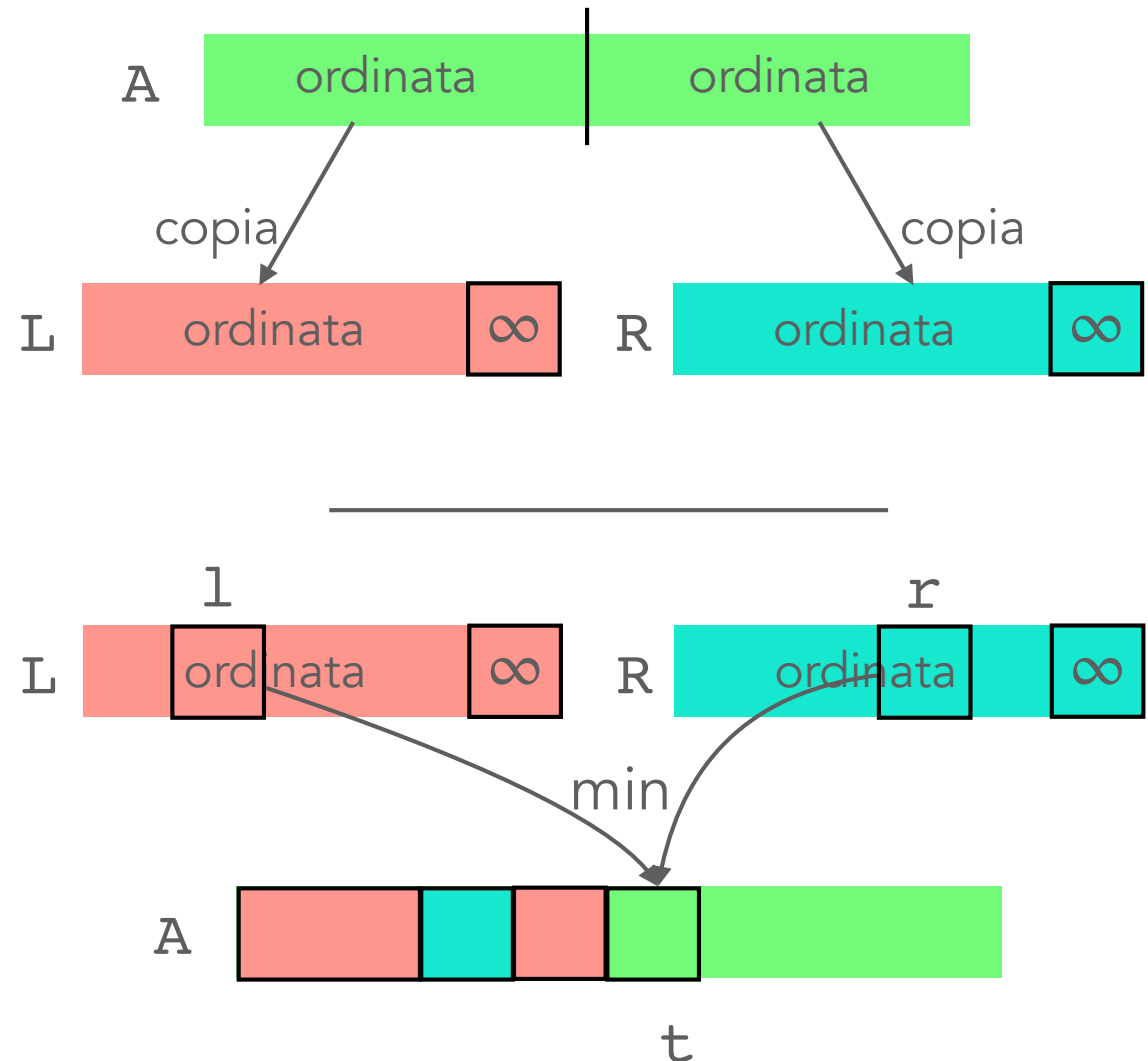 A ordinata ordinata
copia copia
L ordinata ∞ R ordinata ∞
l r
L ordinata ∞ R ordinata ∞
min
A
t